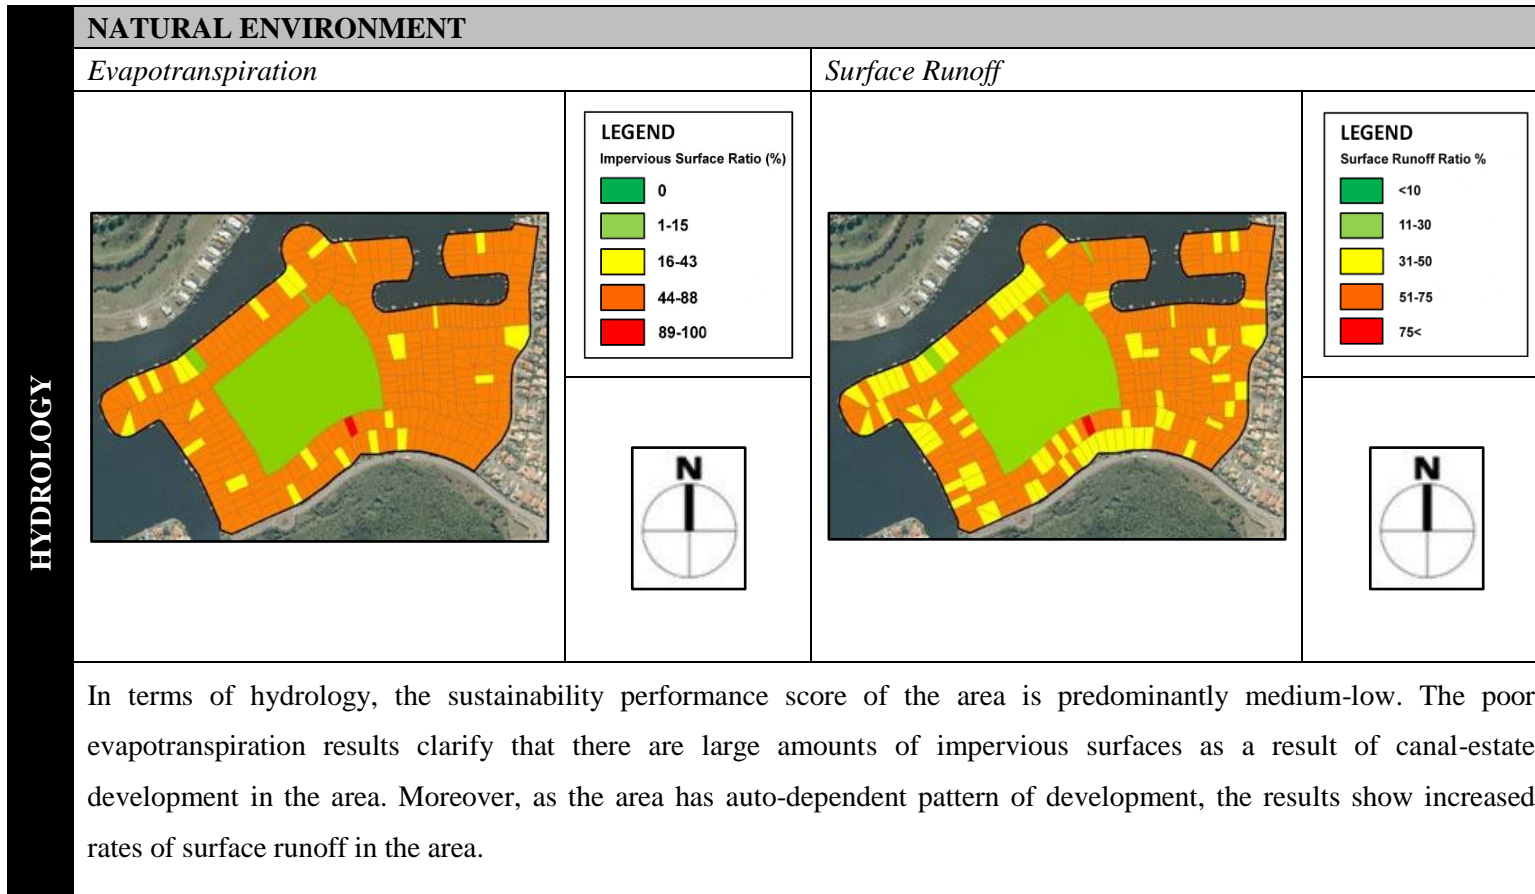 NATURAL ENVIRONMENT
Evapotranspiration
Surface Runoff
HYDROLOGY
LEGEND
Impervious Surface Ratio (%)
0
1-15
16-43
44-88
89-100
N
LEGEND
Surface Runoff Ratio %
<10
11-30
31-50
51-75
75<
N
In terms of hydrology, the sustainability performance score of the area is predominantly medium-low. The poor
evapotranspiration results clarify that there are large amounts of impervious surfaces as a result of canal-estate
development in the area. Moreover, as the area has auto-dependent pattern of development, the results show increased
rates of surface runoff in the area.